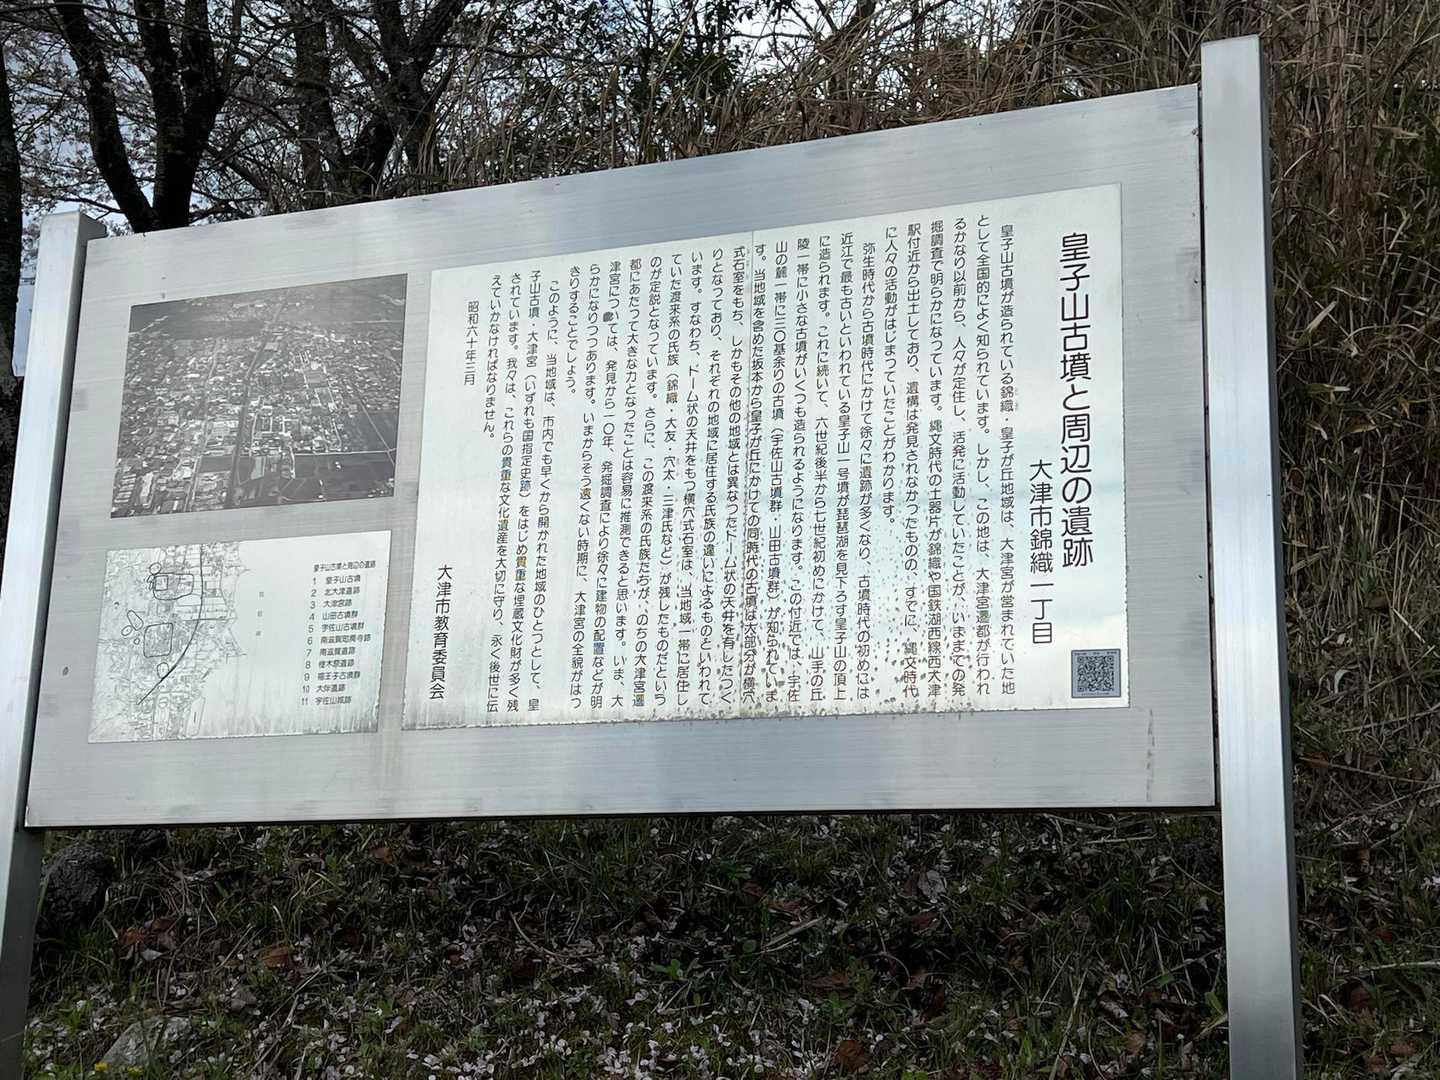 皇子山古墳と周辺の遺跡
大津市錦織一丁目
皇子山古墳が造られている錦織・皇子が丘地域は、大津宮が営まれていた地
として全国的によく知られています。しかし、この地は、大津宮遷都が行われ
るかなり以前から、人々が定住し、活発に活動していたことが、いままでの発
掘調査で明らかになっています。縄文時代の土器片が錦織や国鉄湖西線西大津
駅付近から出土しており、遺構は発見されなかったものの、すでに、縄文時代
に人々の活動がはじまっていたことがわかります。
弥生時代から古墳時代にかけて徐々に遺跡が多くなり、古墳時代の初めには
近江で最も古いといわれている皇子山一号墳が琵琶湖を見下ろす皇子山の頂上
に造られます。これに続いて、六世紀後半から七世紀初めにかけて、山手の丘
陵一帯に小さな古墳がいくつも造られるようになります。この付近では、宇佐
山の麓一帯に三〇基余りの古墳（宇佐山古墳群・山田古墳群）が知られていま
す。当地域を含めた坂本から皇子が丘にかけての同時代の古墳は大部分が横穴
式石室をもち、しかもその他の地域とは異なったドーム状の天井を有したつく
りとなっており、それぞれの地域に居住する氏族の違いによるものといわれて
います。すなわち、ドーム状の天井をもつ横穴式石室は、当地域一帯に居住し
ていた渡来系の氏族（錦織・大友・穴太・三津氏など）が残したものだという
のが定説となっています。さらに、この渡来系の氏族たちが、のちの大津宮遷
都にあたって大きな力となったことは容易に推測できると思います。いま、大
津宮については、発見から一〇年、発掘調査により徐々に建物の配置などが明
らかになりつつあります。いまからそう遠くない時期に、大津宮の全貌がはっ
きりすることでしょう。
このように、当地域は、市内でも早くから開かれた地域のひとつとして、皇
子山古墳・大津宮（いずれも国指定史跡）をはじめ貴重な埋蔵文化財が多く残
されています。我々は、これらの貴重な文化遺産を大切に守り、永く後世に伝
えていかなければなりません。
昭和六十年三月
大津市教育委員会
皇子山古墳と周辺の遺跡
1 皇子山古墳
2 北大津遺跡
3 大津宮跡
4 山田古墳群
5 宇佐山古墳群
6 南滋賀町廃寺跡
7 南滋賀遺跡
8 榿木原遺跡
9 福王子古墳群
10 大伴遺跡
11 宇佐山城跡